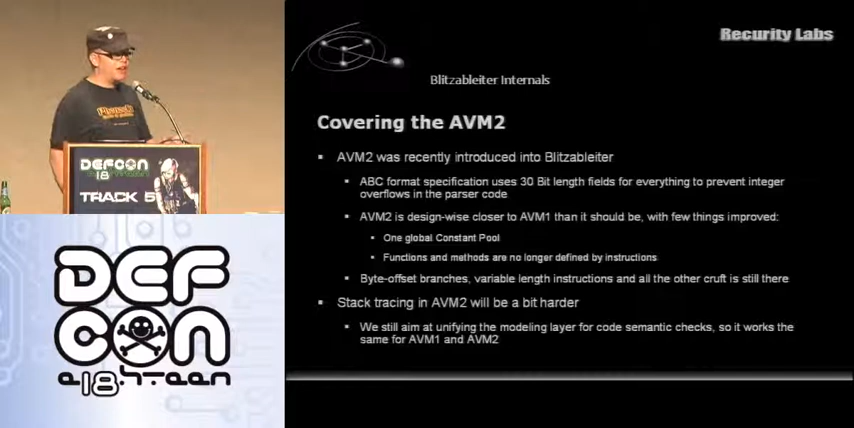 Recurity Labs
Blitzableiter Internals
Covering the AVM2
AVM2 was recently introduced into Blitzableiter
ABC format specification uses 30 Bit length fields for everything to prevent integer
overflows in the parser code
AVM2 is design-wise closer to AVM1 than it should be, with few things improved:
One global Constant Pool
Functions and methods are no longer defined by instructions
Byte-offset branches, variable length instructions and all the other cruft is still there
Stack tracing in AVM2 will be a bit harder
We still aim at unifying the modeling layer for code semantic checks, so it works the
same for AVM1 and AVM2
DEFCON
18
TRACK 5
DEF
CON
e18hteen